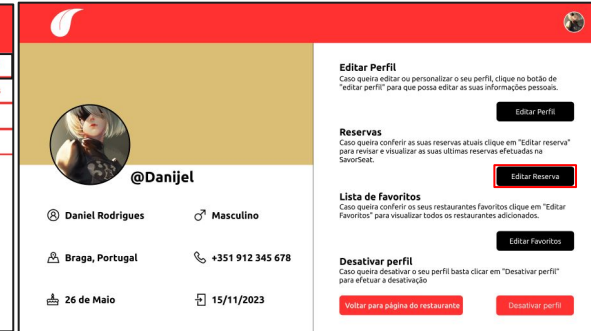 Editar Perfil
Caso queira editar ou personalizar o seu perfil, clique no botão de
"editar perfil" para que possa editar as suas informações pessoais.
Editar Perfil
Reservas
Caso queira conferir as suas reservas atuais clique em "Editar reserva"
para revisar e visualizar as suas ultimas reservas efetuadas na
SavorSeat.
Editar Reserva
Lista de favoritos
Caso queira conferir os seus restaurantes favoritos clique em "Editar
Favoritos" para visualizar todos os restaurantes adicionados.
Editar Favoritos
Desativar perfil
Caso queira desativar o seu perfil basta clicar em "Desativar perfil"
para efetuar a desativação
Voltar para página do restaurante
Desativar perfil
@Danijel
Daniel Rodrigues
Masculino
Braga, Portugal
+351 912 345 678
26 de Maio
15/11/2023